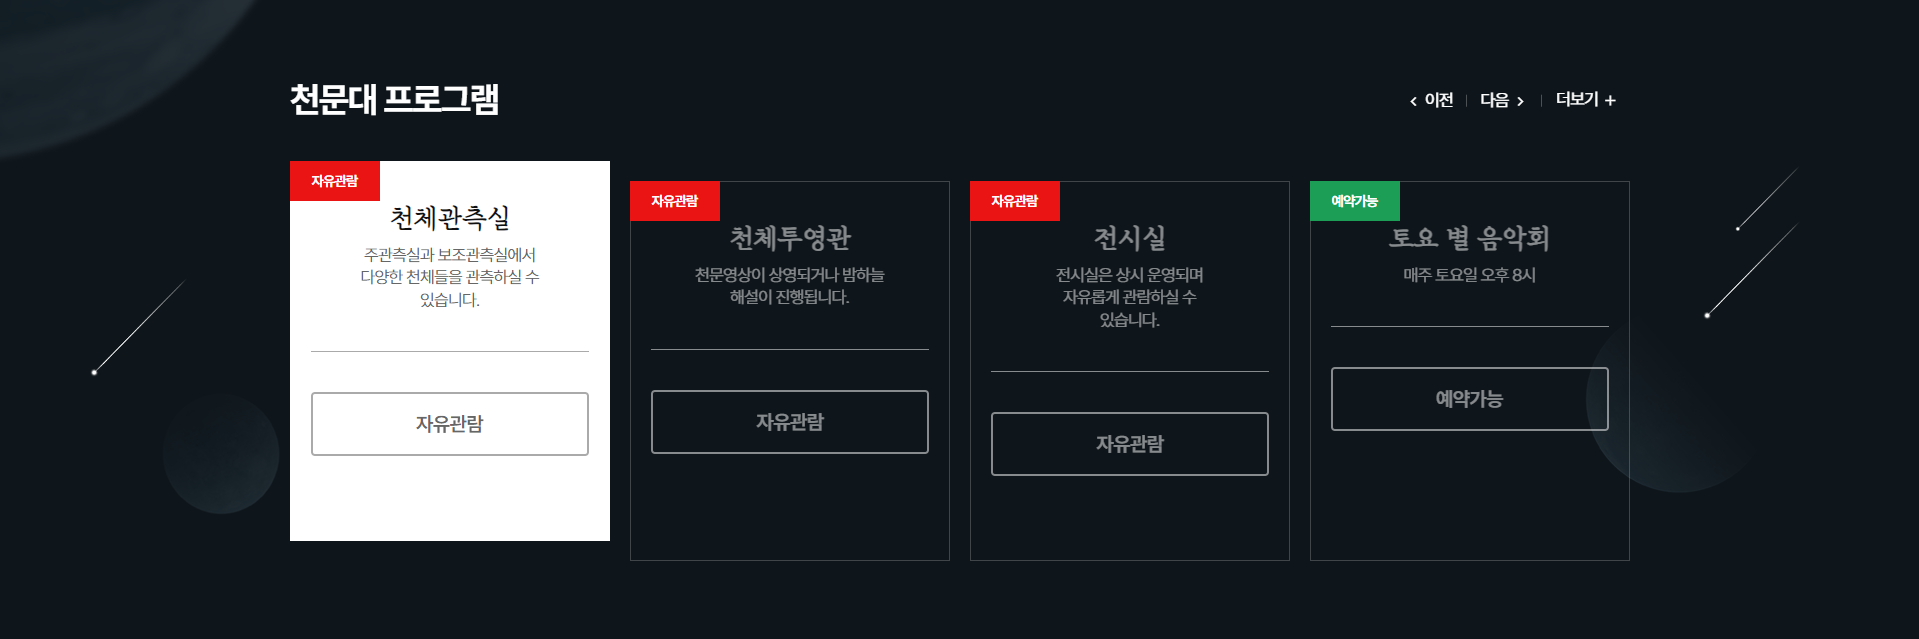 천문대 프로그램
이전
다음
더보기
자유관람
천체관측실
주관측실과 보조관측실에서
다양한 천체들을 관측하실 수
있습니다.
자유관람
자유관람
천체투영관
천문영상이 상영되거나 밤하늘
해설이 진행됩니다.
자유관람
자유관람
전시실
전시실은 상시 운영되며
자유롭게 관람하실 수
있습니다.
자유관람
예약가능
토요 별 음악회
매주 토요일 오후 8시
예약가능